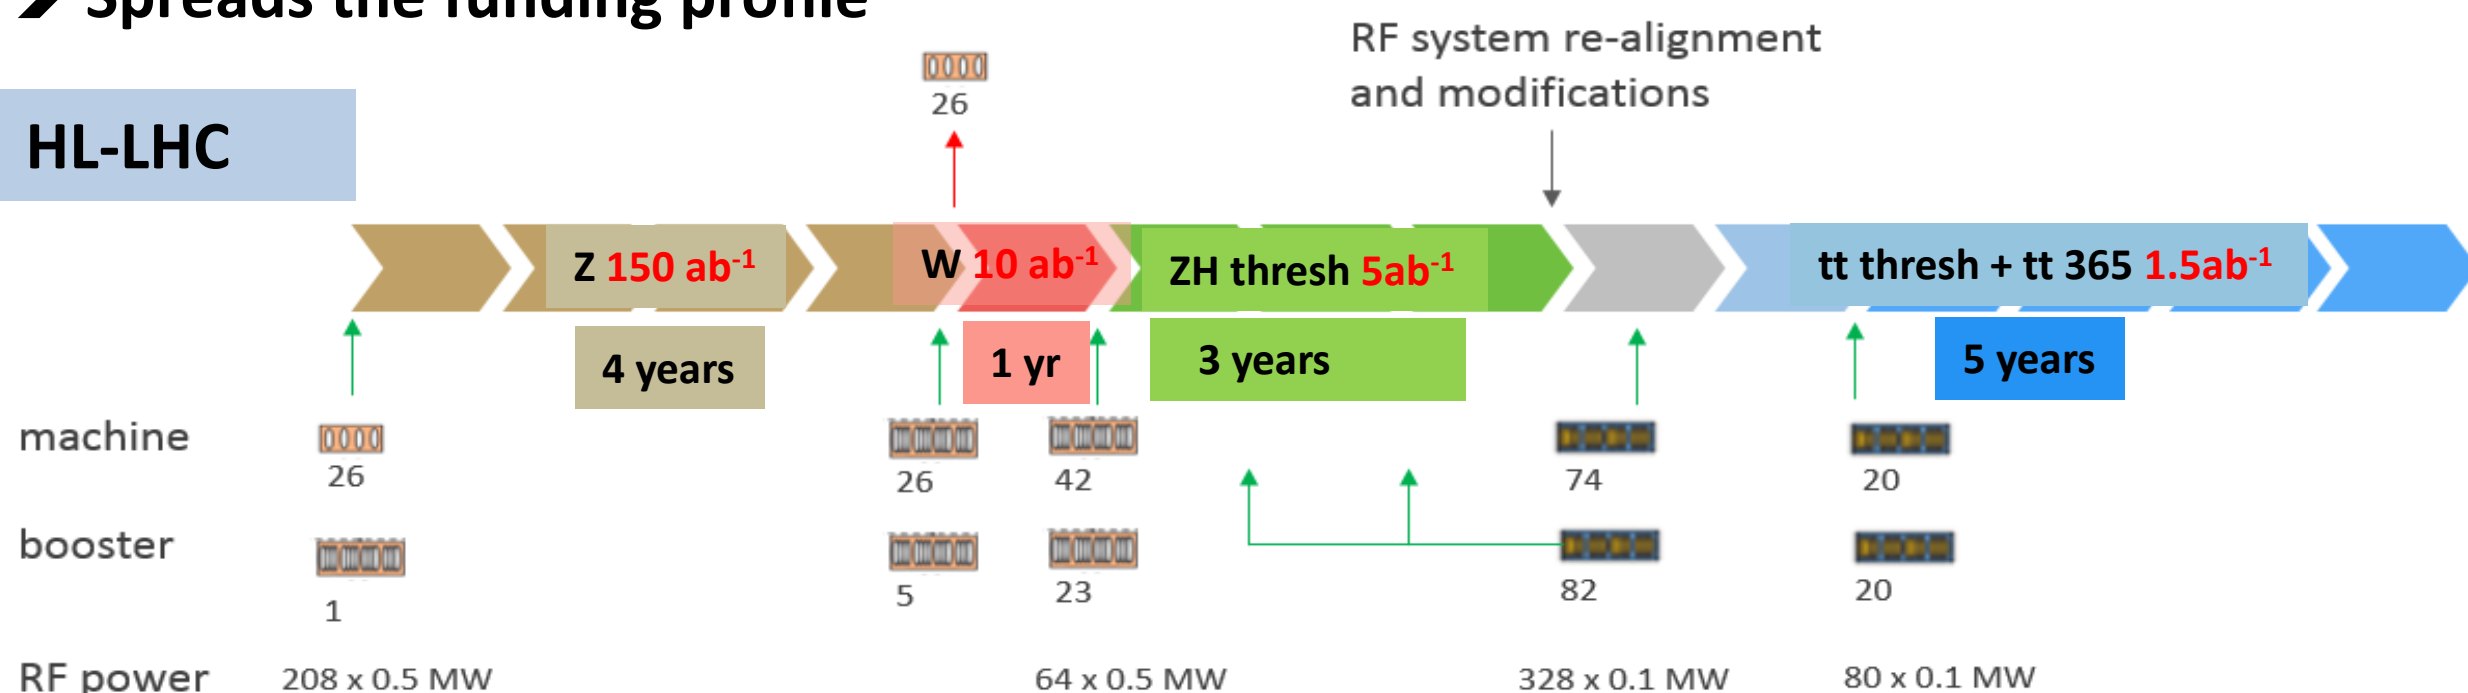 ➤ Spreads the funding profile
RF system re-alignment
and modifications
26
HL-LHC
Z 150 ab-1
W 10 ab-1
ZH thresh 5ab-1
tt thresh + tt 365 1.5ab-1
4 years
1 yr
3 years
5 years
machine
26
26
42
74
20
booster
1
5
23
82
20
RF power
208 x 0.5 MW
64 x 0.5 MW
328 x 0.1 MW
80 x 0.1 MW